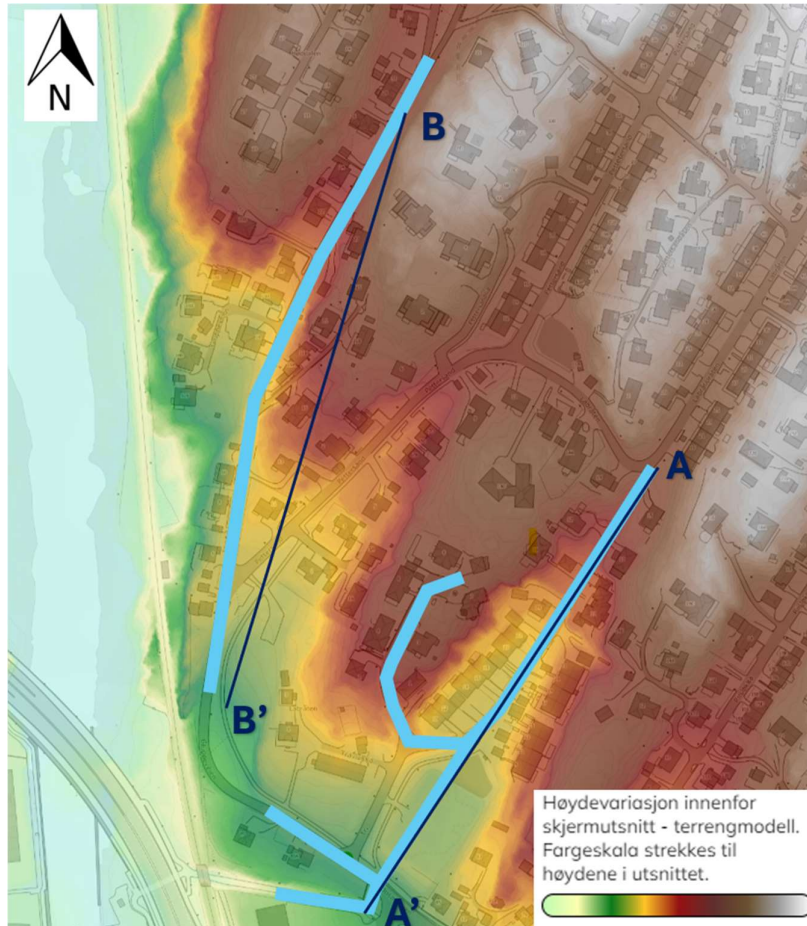 N
B
A
B'
A'
Høydevariasjon innenfor
skjermutsnitt - terrengmodell.
Fargeskala strekkes til
høydene i utsnittet.